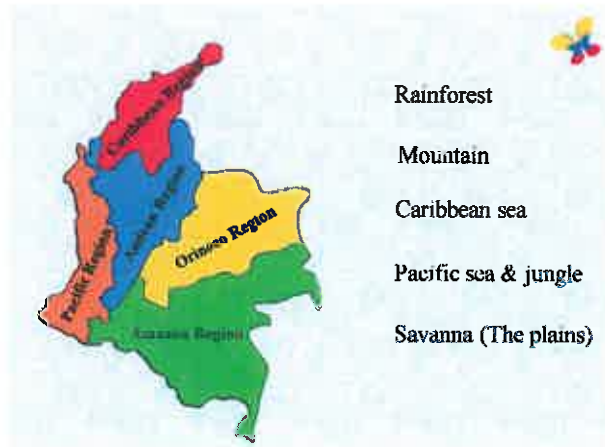 Caribbean Region
Andean Region
Pacific Region
Orinoco Region
Amazon Region
Rainforest
Mountain
Caribbean sea
Pacific sea & jungle
Savanna (The plains)